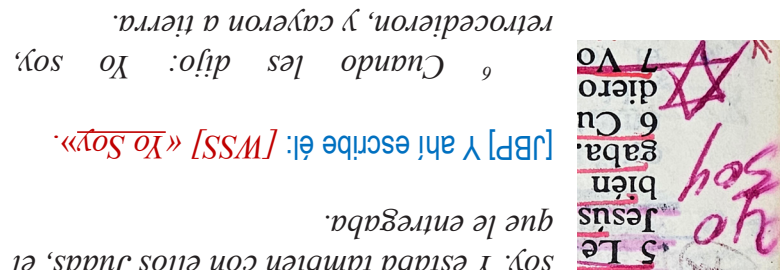 Yo
soy
5 Le
Jesús
bién
gaba.
6 Cu
diero
7 Vo
soy. Y estaba también con ellos Judas, el
que le entregaba.
[JBP] Y ahí escribe él: [WSS] «Yo Soy».
6 Cuando les dijo: Yo soy,
retrocedieron, y cayeron a tierra.